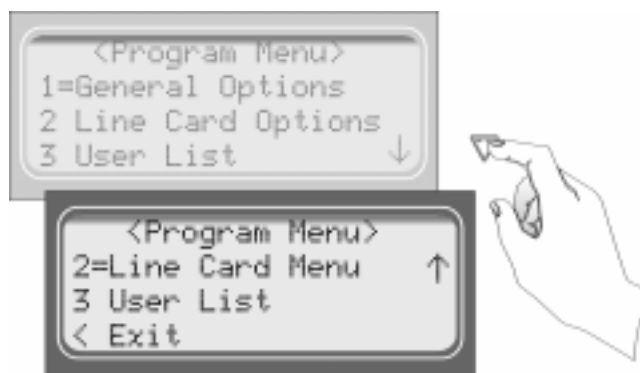 <Program Menu>
1=General Options
2 Line Card Options
3 User List ↓
<Program Menu>
2=Line Card Menu ↑
3 User List
< Exit